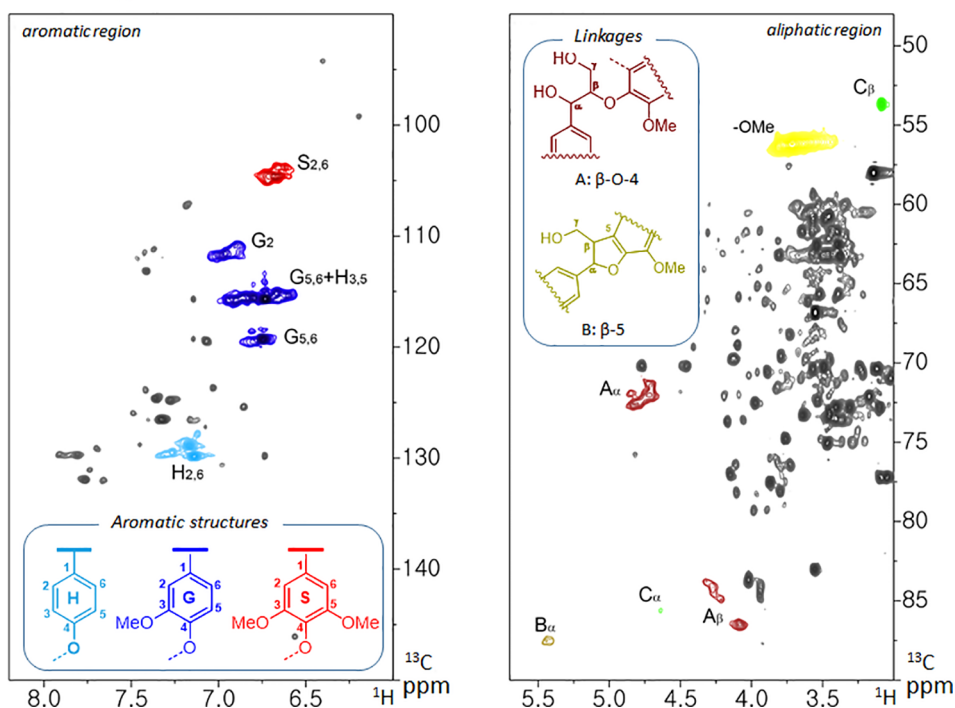 aromatic region
S2,6
G2
G5,6+H3,5
G5,6
H2,6
100
110
120
130
140
Aromatic structures
H
1
2
6
3
5
4
O
G
1
2
6
3
5
4
MeO
O
S
1
2
6
3
5
4
MeO
OMe
O
13C
1H ppm
8.0 7.5 7.0 6.5
aliphatic region
Linkages
HO
γ
β
HO
O
α
OMe
A: β-O-4
γ
5
HO
β
α
O
OMe
B: β-5
Cβ
-OMe
Aα
Cα
Aβ
Bα
50
55
60
65
70
75
80
85
13C
1H ppm
5.5 5.0 4.5 4.0 3.5